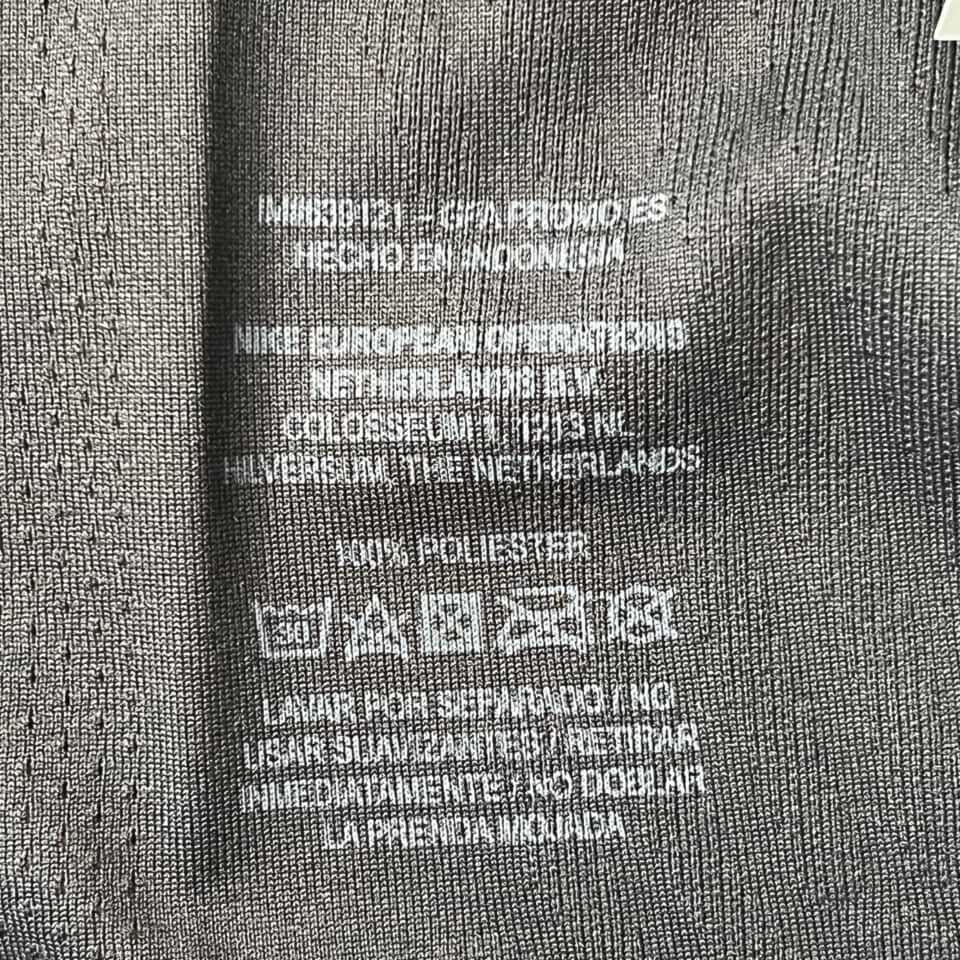 GFA PROMO ES
HECHO EN INDONESIA
NIKE EUROPEAN OPERATIONS
NETHERLANDS B.V.
COLOSSEUM 1, 1213 NL
HILVERSUM, THE NETHERLANDS
100% POLIESTER
30
LAVAR POR SEPARADO / NO
USAR SUAVIZANTES / RETIRAR
INMEDIATAMENTE / NO DOBLAR
LA PRENDA MOJADA